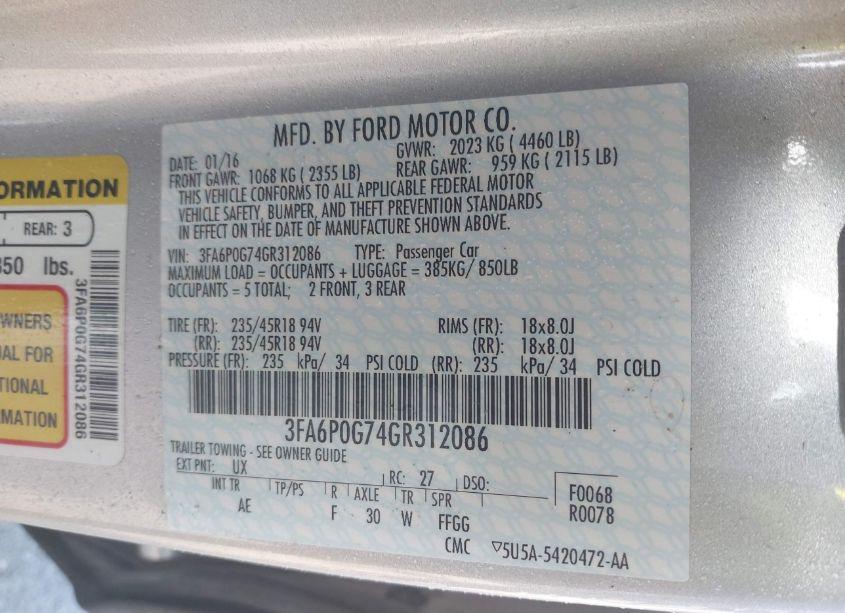 MFD. BY FORD MOTOR CO.
DATE: 01/16 GVWR: 2023 KG ( 4460 LB)
FRONT GAWR: 1068 KG ( 2355 LB) REAR GAWR: 959 KG ( 2115 LB)
THIS VEHICLE CONFORMS TO ALL APPLICABLE FEDERAL MOTOR
VEHICLE SAFETY, BUMPER, AND THEFT PREVENTION STANDARDS
IN EFFECT ON THE DATE OF MANUFACTURE SHOWN ABOVE.
VIN: 3FA6P0G74GR312086 TYPE: Passenger Car
MAXIMUM LOAD = OCCUPANTS + LUGGAGE = 385KG/ 850LB
OCCUPANTS = 5 TOTAL; 2 FRONT, 3 REAR
TIRE (FR): 235/45R18 94V RIMS (FR): 18x8.0J
(RR): 235/45R18 94V (RR): 18x8.0J
PRESSURE (FR): 235 kPa/ 34 PSI COLD (RR): 235 kPa/ 34 PSI COLD
3FA6P0G74GR312086
TRAILER TOWING - SEE OWNER GUIDE
EXT PNT: UX RC: 27 DSO:
INT TR TP/PS R AXLE TR SPR
AE F 30 W FFGG
F0068
R0078
CMC ▽5U5A-5420472-AA
FORMATION
REAR: 3
850 lbs.
3FA6P0G74GR312086
OWNERS
UAL FOR
TIONAL
RMATION